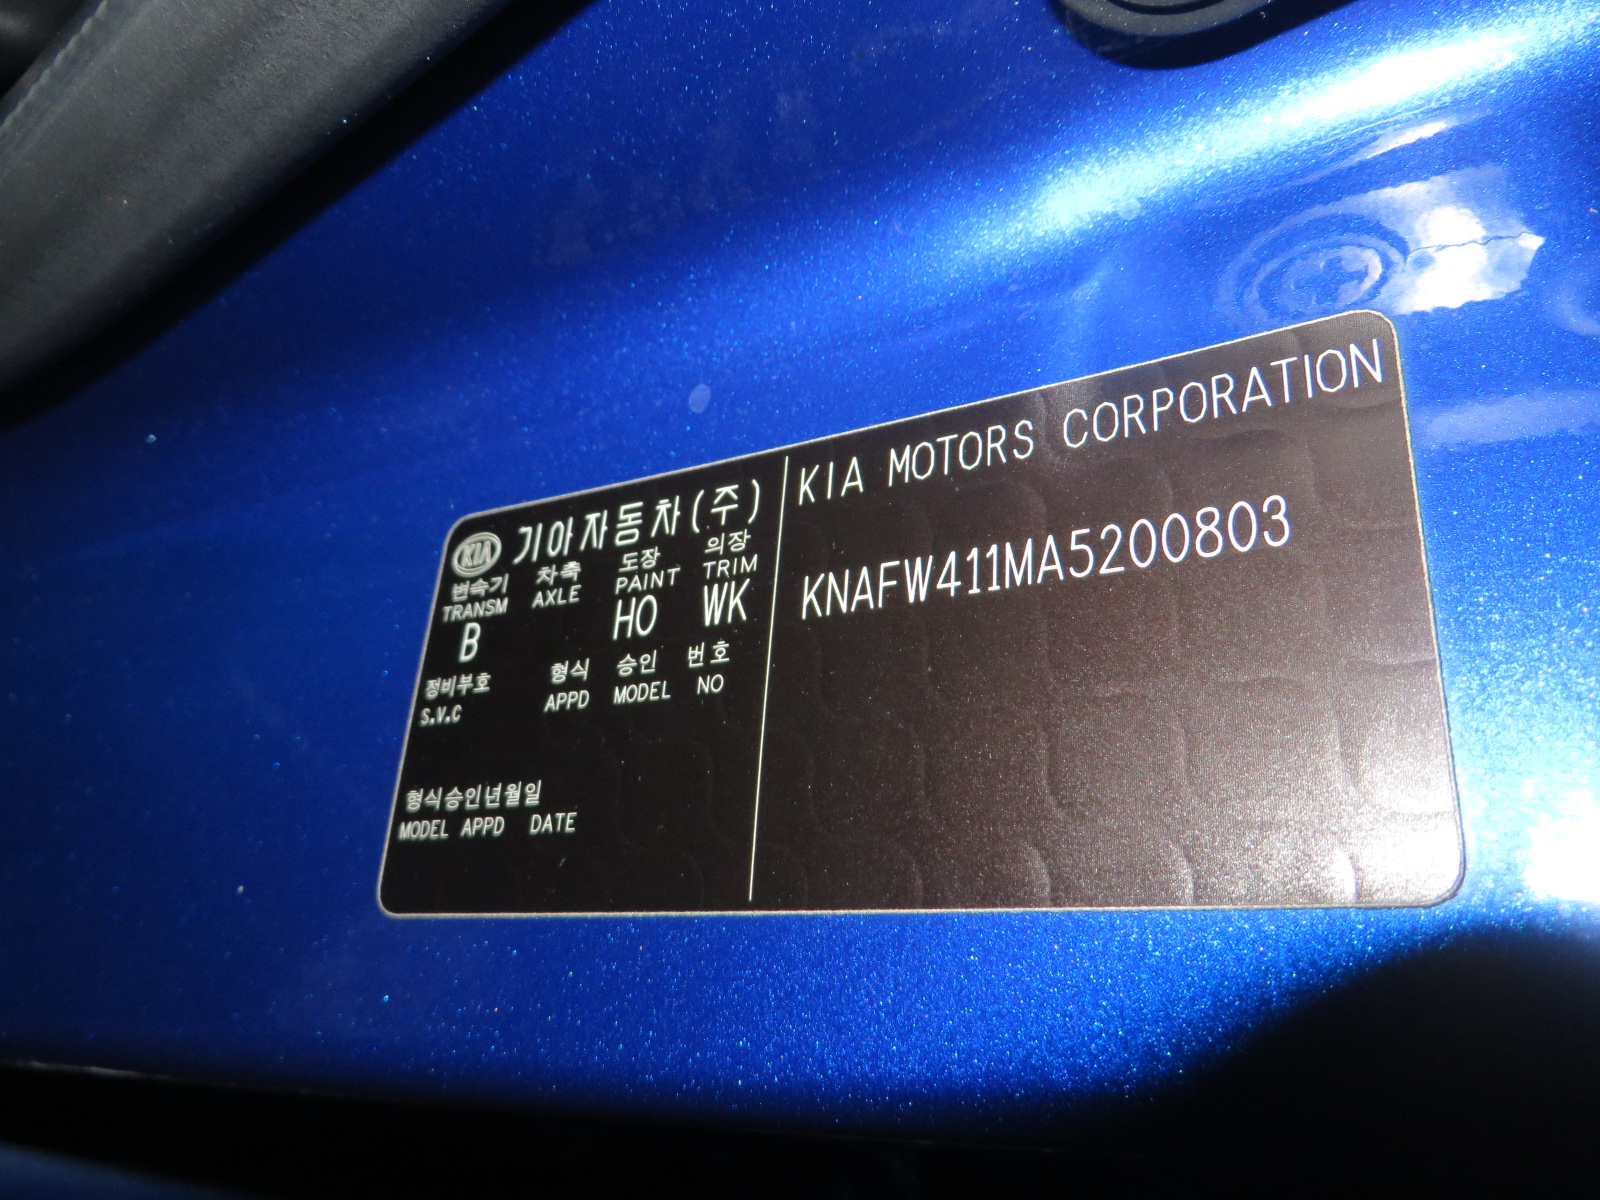 KIA 기아자동차(주)
변속기 차축 도장 의장
TRANSM AXLE PAINT TRIM
B HO WK
정비부호 형식 승인 번호
S.V.C APPD MODEL NO
형식승인년월일
MODEL APPD DATE
KIA MOTORS CORPORATION
KNAFW411MA5200803